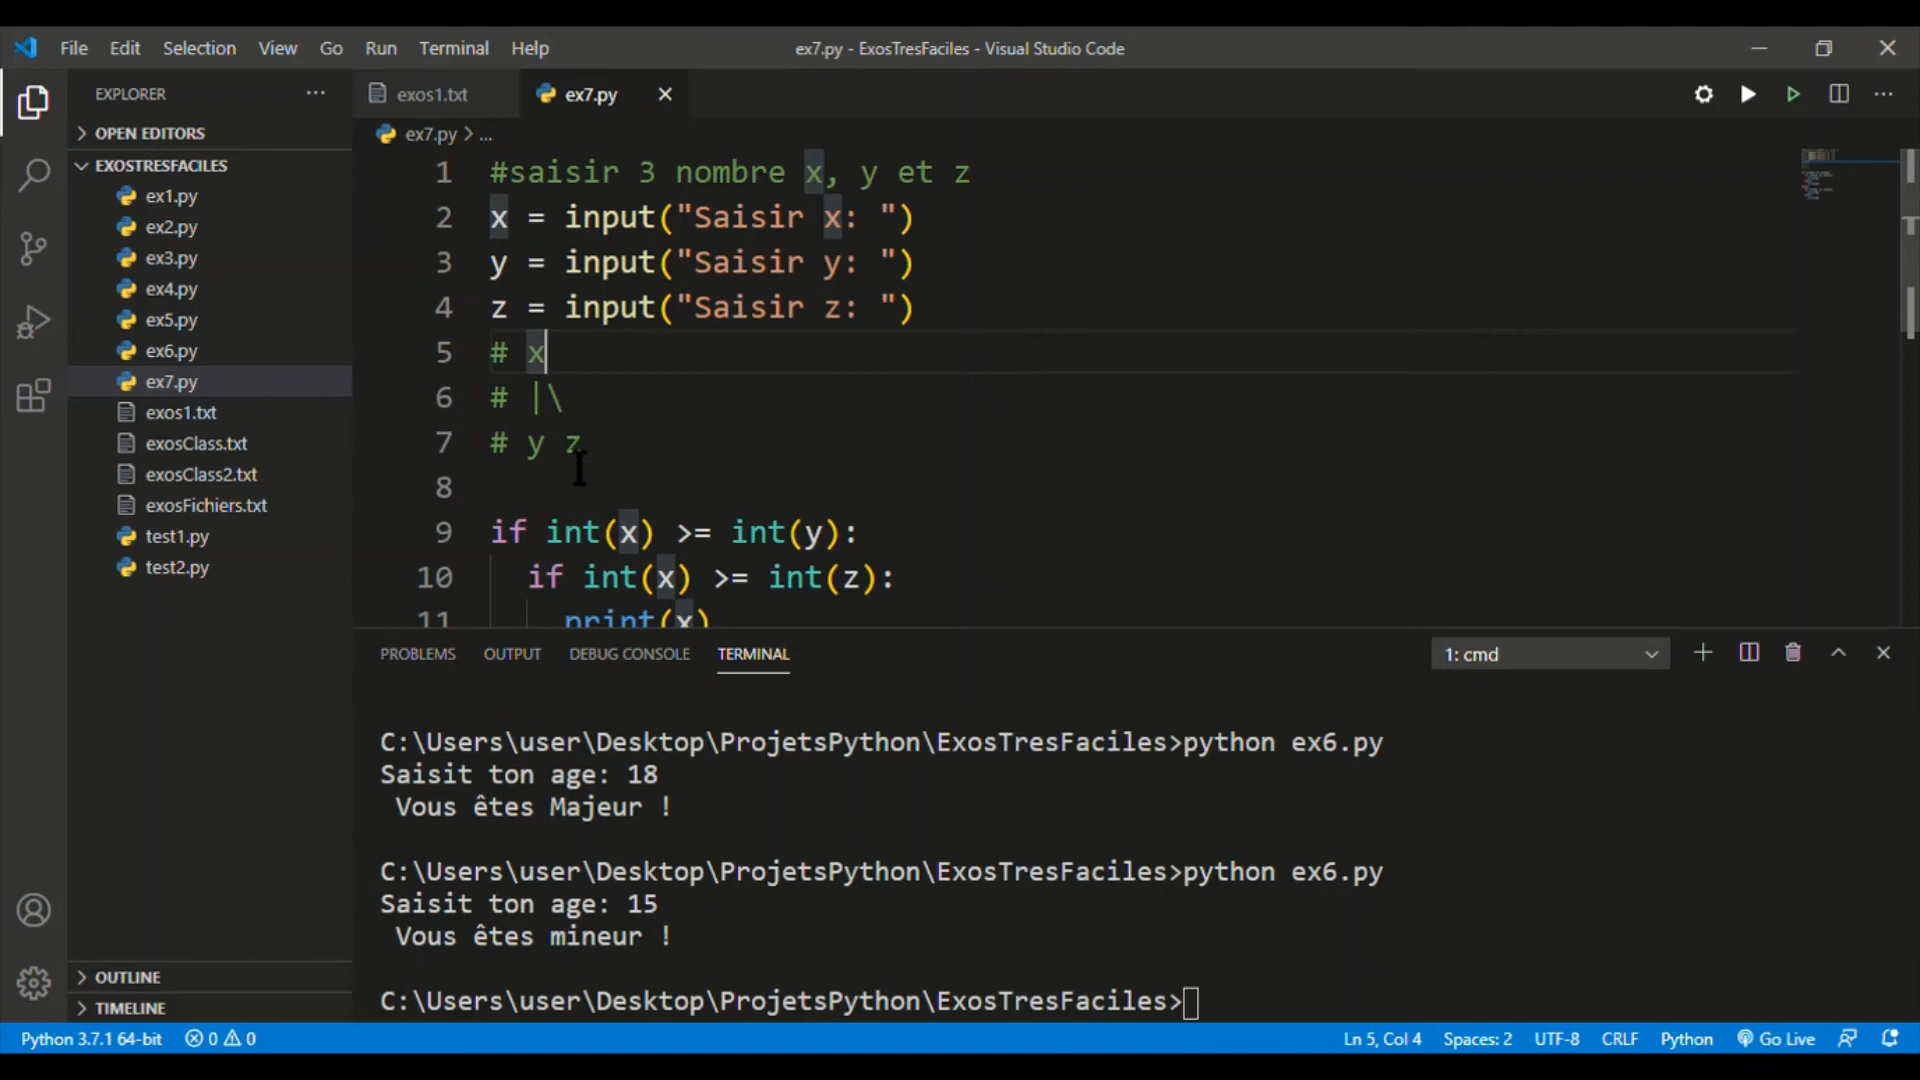 File Edit Selection View Go Run Terminal Help ex7.py - ExosTresFaciles - Visual Studio Code
EXPLORER ···
OPEN EDITORS
EXOSTRESFACILES
ex1.py
ex2.py
ex3.py
ex4.py
ex5.py
ex6.py
ex7.py
exos1.txt
exosClass.txt
exosClass2.txt
exosFichiers.txt
test1.py
test2.py
OUTLINE
TIMELINE
exos1.txt ex7.py
ex7.py > ...
1 #saisir 3 nombre x, y et z
2 x = input("Saisir x: ")
3 y = input("Saisir y: ")
4 z = input("Saisir z: ")
5 # x
6 # |\
7 # y z
8
9 if int(x) >= int(y):
10 if int(x) >= int(z):
11 print(x)
PROBLEMS OUTPUT DEBUG CONSOLE TERMINAL 1: cmd
C:\Users\user\Desktop\ProjetsPython\ExosTresFaciles>python ex6.py
Saisit ton age: 18
Vous êtes Majeur !
C:\Users\user\Desktop\ProjetsPython\ExosTresFaciles>python ex6.py
Saisit ton age: 15
Vous êtes mineur !
C:\Users\user\Desktop\ProjetsPython\ExosTresFaciles>
Python 3.7.1 64-bit 0 0 Ln 5, Col 4 Spaces: 2 UTF-8 CRLF Python Go Live